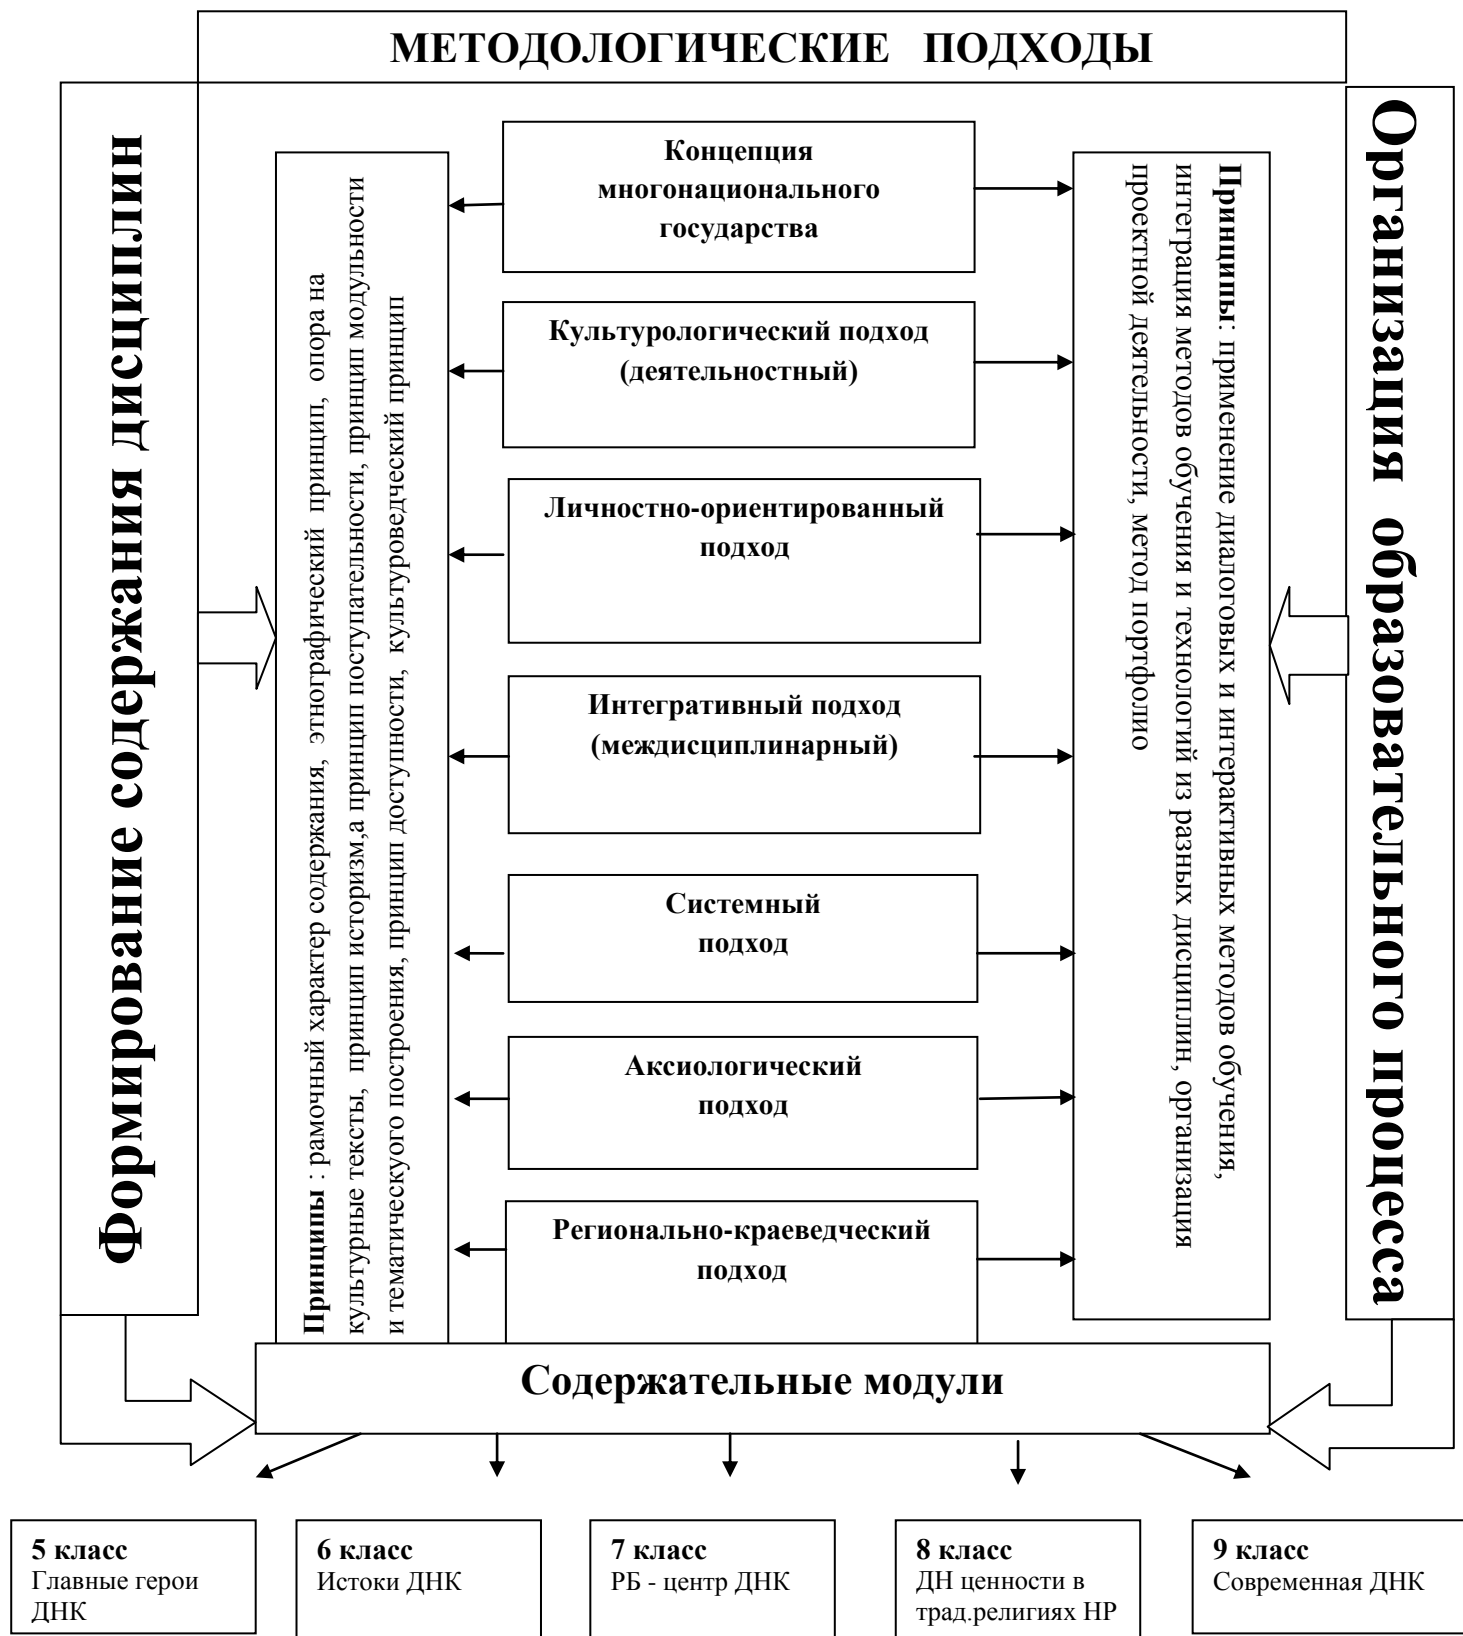 МЕТОДОЛОГИЧЕСКИЕ ПОДХОДЫ
Формирование содержания дисциплин
Принципы : рамочный характер содержания, этнографический принцип, опора на
культурные тексты, принцип историзм,а принцип поступательности, принцип модульности
и тематическуого построения, принцип доступности, культуроведческий принцип
Концепция
многонационального
государства
Культурологический подход
(деятельностный)
Личностно-ориентированный
подход
Интегративный подход
(междисциплинарный)
Системный
подход
Аксиологический
подход
Регионально-краеведческий
подход
Принципы: применение диалоговых и интерактивных методов обучения,
интеграция методов обучения и технологий из разных дисциплин, организация
проектной деятельности, метод портфолио
Организация образовательного процесса
Содержательные модули
5 класс
Главные герои
ДНК
6 класс
Истоки ДНК
7 класс
РБ - центр ДНК
8 класс
ДН ценности в
трад.религиях НР
9 класс
Современная ДНК